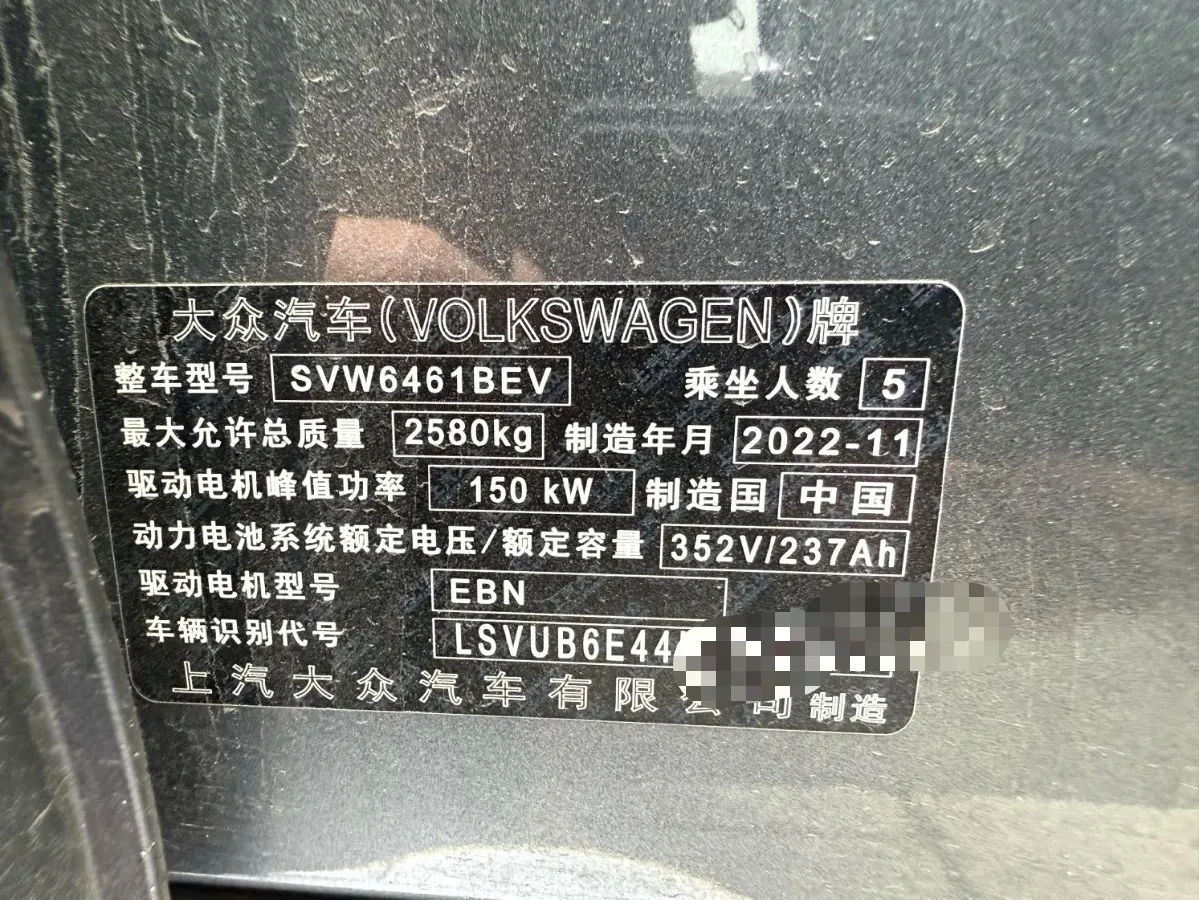 大众汽车(VOLKSWAGEN)牌
整车型号 SVW6461BEV 乘坐人数 5
最大允许总质量 2580kg 制造年月 2022-11
驱动电机峰值功率 150 kW 制造国 中国
动力电池系统额定电压/额定容量 352V/237Ah
驱动电机型号 EBN
车辆识别代号 LSVUB6E44
上汽大众汽车有限公司制造